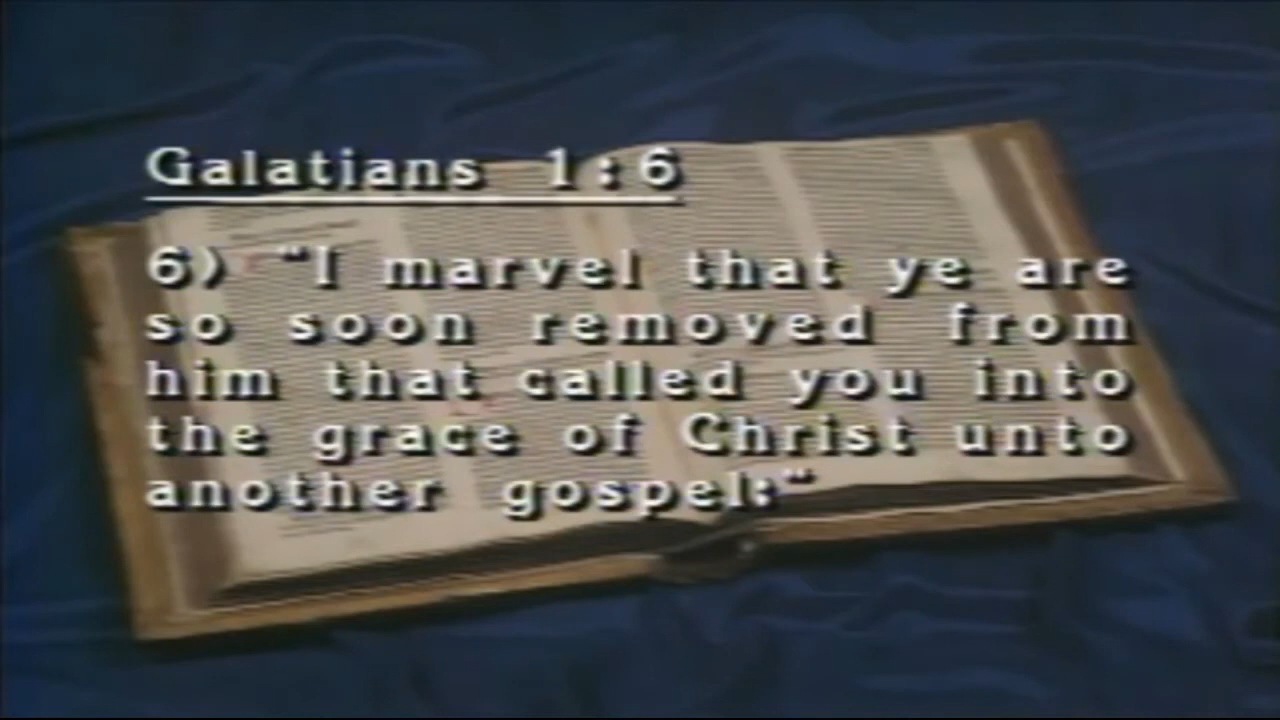 Galatians 1:6
6) "I marvel that ye are
so soon removed from
him that called you into
the grace of Christ unto
another gospel:"